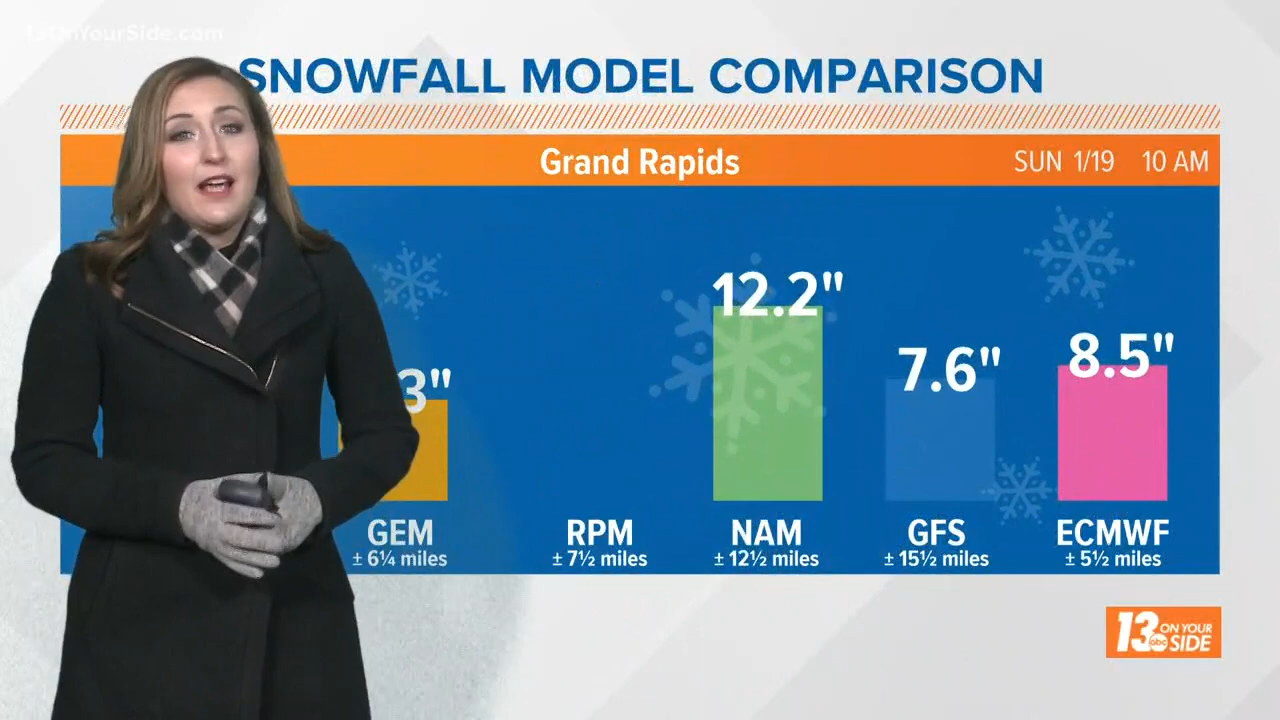 13OnYourSide.com
SNOWFALL MODEL COMPARISON
Grand Rapids SUN 1/19 10 AM
3" 12.2" 7.6" 8.5"
GEM RPM NAM GFS ECMWF
± 6¼ miles ± 7½ miles ± 12½ miles ± 15½ miles ± 5½ miles
13 abc ON YOUR
SIDE